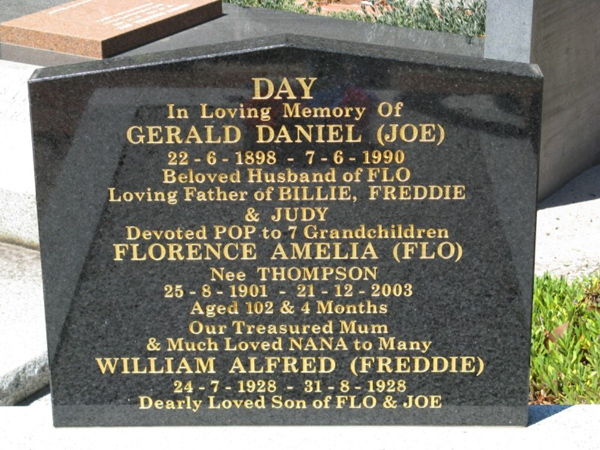 DAY
In Loving Memory Of
GERALD DANIEL (JOE)
22 - 6 - 1898 - 7 - 6 - 1990
Beloved Husband of FLO
Loving Father of BILLIE, FREDDIE
& JUDY
Devoted POP to 7 Grandchildren
FLORENCE AMELIA (FLO)
Nee THOMPSON
25 - 8 - 1901 - 21 - 12 - 2003
Aged 102 & 4 Months
Our Treasured Mum
& Much Loved NANA to Many
WILLIAM ALFRED (FREDDIE)
24 - 7 - 1928 - 31 - 8 - 1928
Dearly Loved Son of FLO & JOE